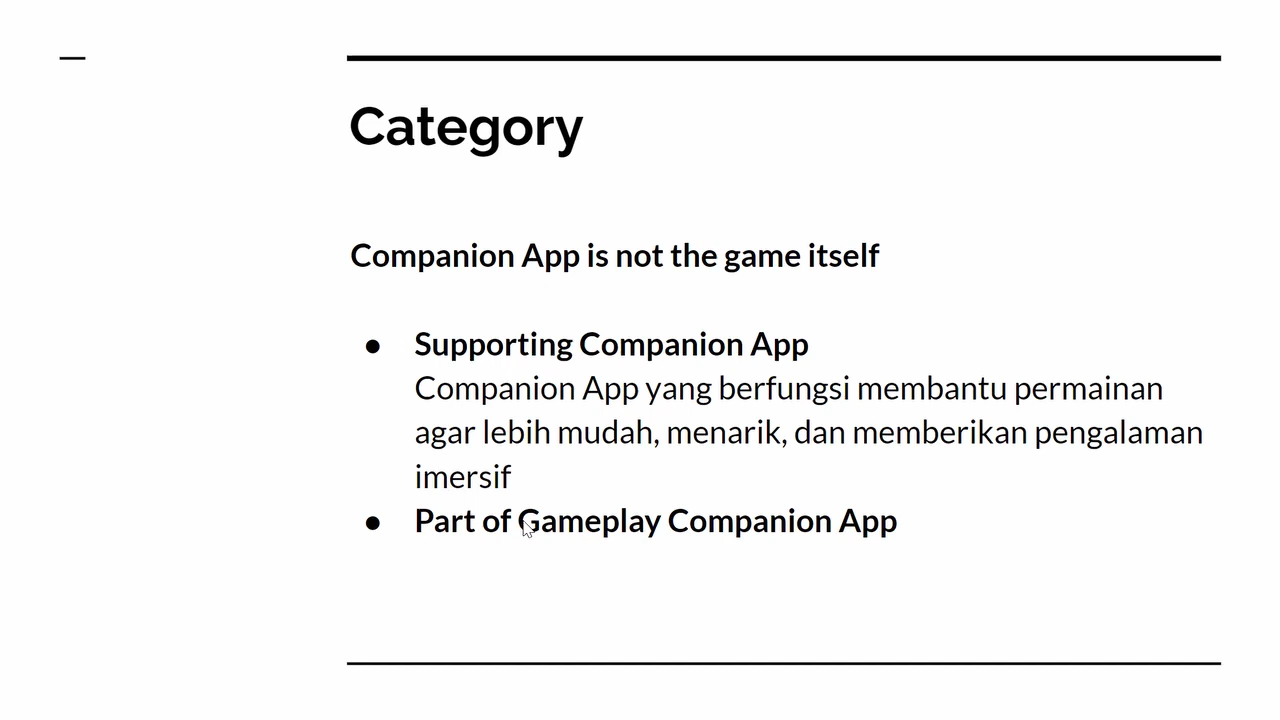 Category
Companion App is not the game itself
● Supporting Companion App
Companion App yang berfungsi membantu permainan
agar lebih mudah, menarik, dan memberikan pengalaman
imersif
● Part of Gameplay Companion App